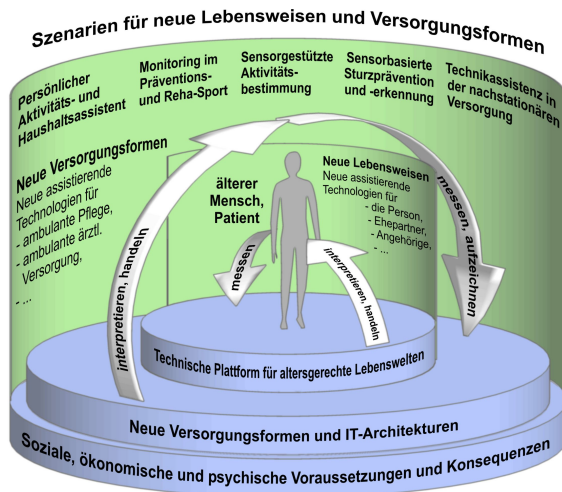 Szenarien für neue Lebensweisen und Versorgungsformen
Persönlicher
Aktivitäts- und
Haushaltsassistent
Monitoring im
Präventions-
und Reha-Sport
Sensorgestützte
Aktivitäts-
bestimmung
Sensorbasierte
Sturzprävention
und -erkennung
Technikassistenz in
der nachstationären
Versorgung
Neue Versorgungsformen
Neue assistierende
Technologien für
- ambulante Pflege,
- ambulante ärztl.
Versorgung,
- ...
älterer
Mensch,
Patient
Neue Lebensweisen
Neue assistierende
Technologien für
- die Person,
- Ehepartner,
- Angehörige,
- ...
interpretieren, handeln
messen
interpretieren, handeln
messen, aufzeichnen
Technische Plattform für altersgerechte Lebenswelten
Neue Versorgungsformen und IT-Architekturen
Soziale, ökonomische und psychische Voraussetzungen und Konsequenzen